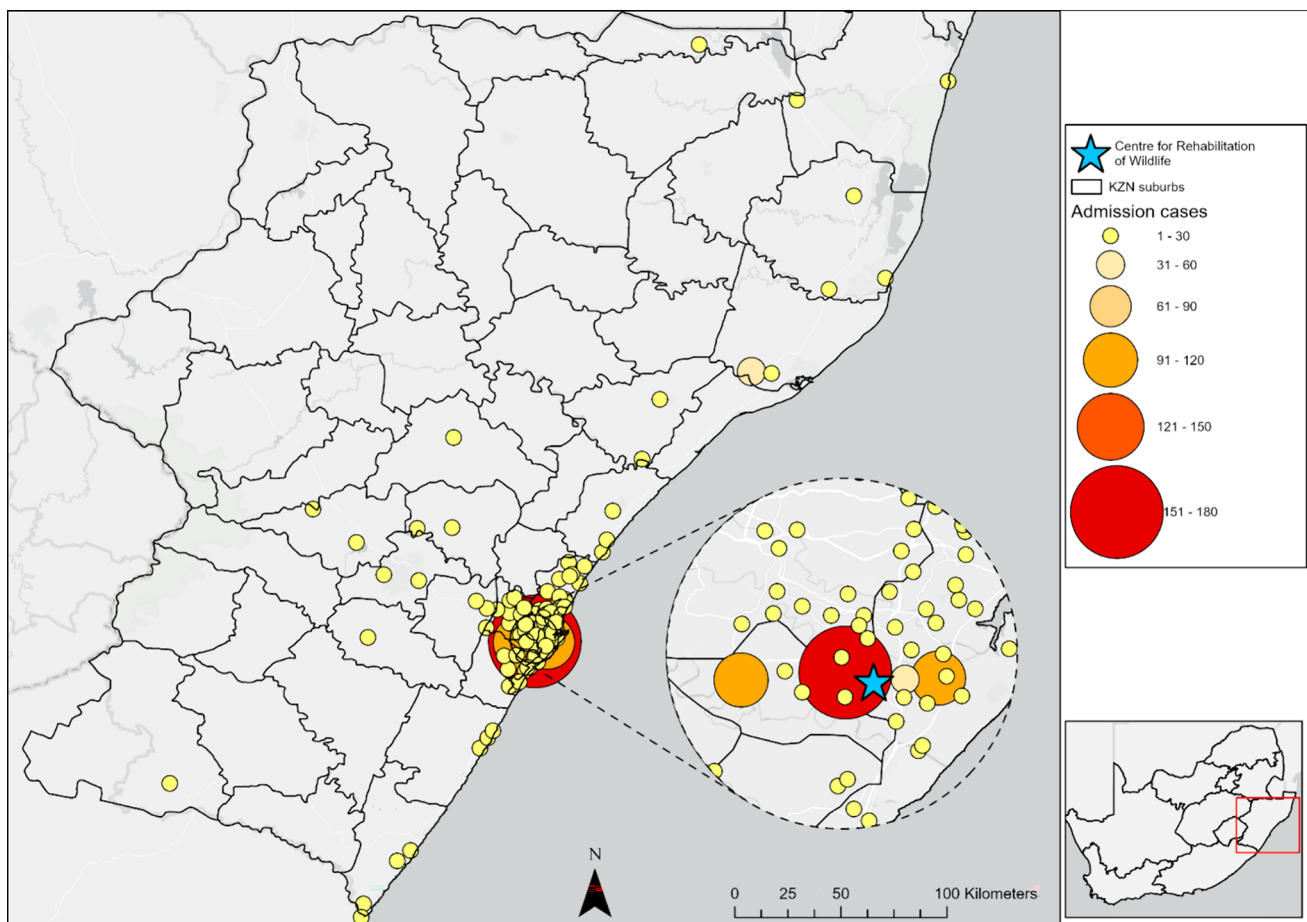 Centre for Rehabilitation
of Wildlife
KZN suburbs
Admission cases
1 - 30
31 - 60
61 - 90
91 - 120
121 - 150
151 - 180
N
0 25 50 100 Kilometers